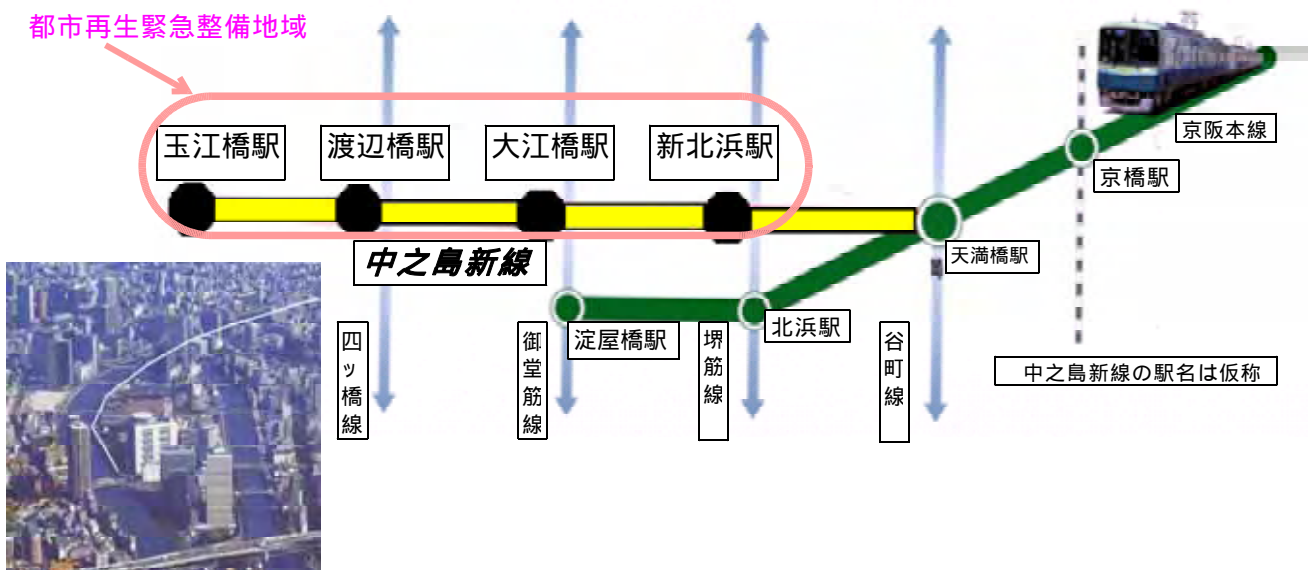 都市再生緊急整備地域
玉江橋駅
渡辺橋駅
大江橋駅
新北浜駅
京阪本線
京橋駅
中之島新線
天満橋駅
淀屋橋駅
北浜駅
四ッ橋線
御堂筋線
堺筋線
谷町線
中之島新線の駅名は仮称